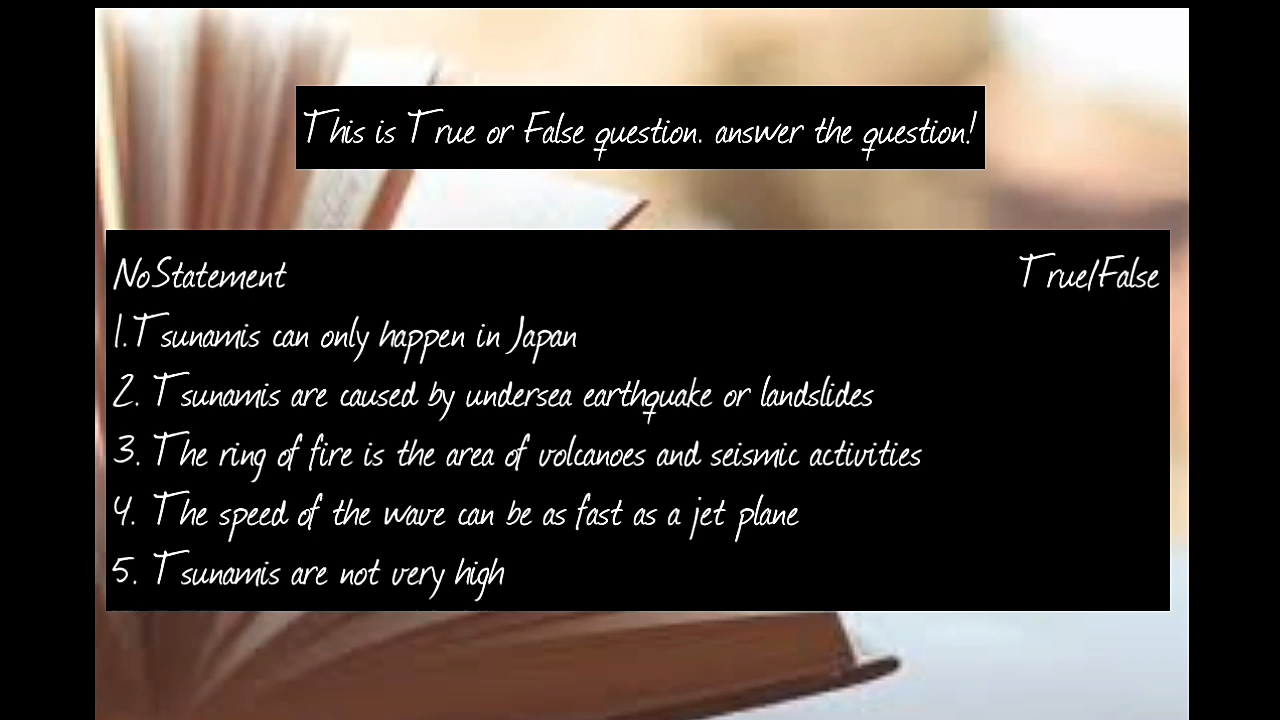 This is True or False question. answer the question!
No Statement True/False
1. Tsunamis can only happen in Japan
2. Tsunamis are caused by undersea earthquake or landslides
3. The ring of fire is the area of volcanoes and seismic activities
4. The speed of the wave can be as fast as a jet plane
5. Tsunamis are not very high